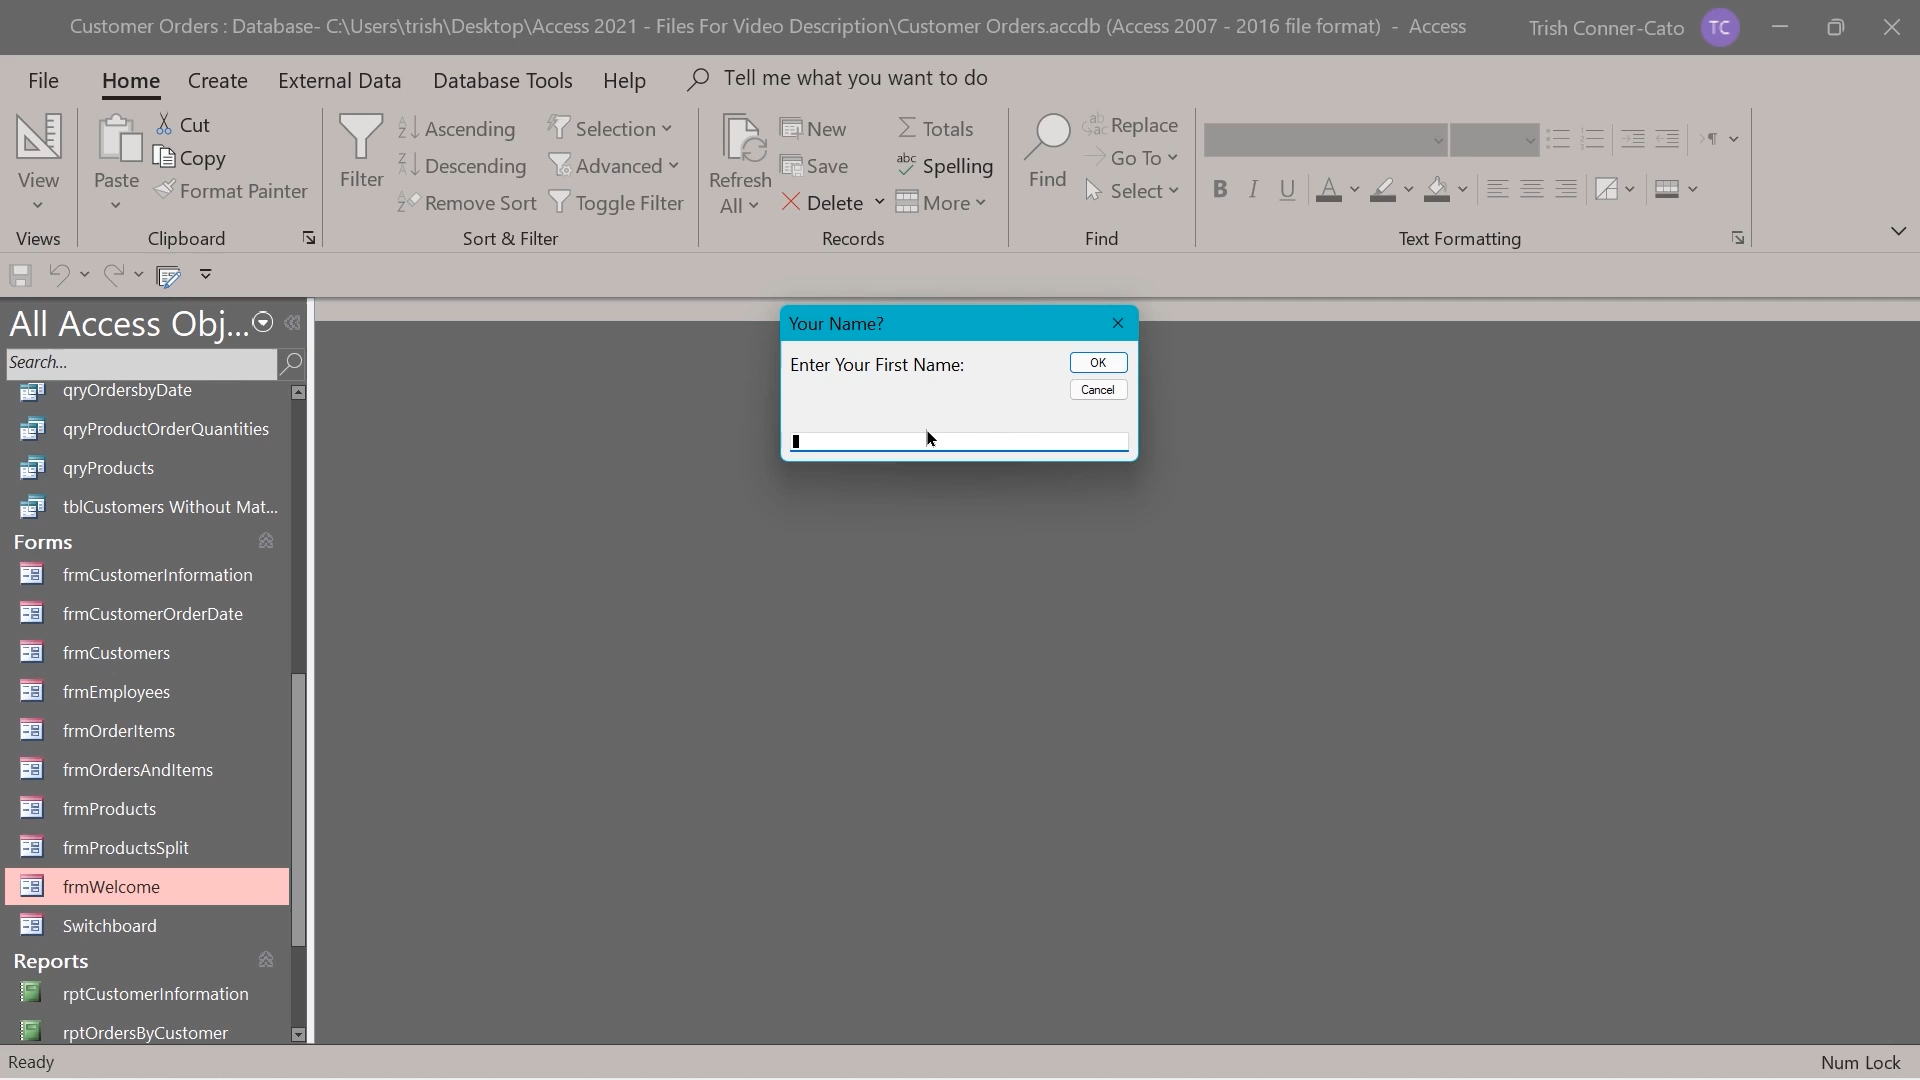 Customer Orders : Database- C:\Users\trish\Desktop\Access 2021 - Files For Video Description\Customer Orders.accdb (Access 2007 - 2016 file format) - Access
Trish Conner-Cato TC
File Home Create External Data Database Tools Help Tell me what you want to do
View
Views
Paste
Cut
Copy
Format Painter
Clipboard
Filter
Ascending
Descending
Remove Sort
Selection
Advanced
Toggle Filter
Sort & Filter
Refresh
All
New
Save
Delete
Totals
Spelling
More
Records
Find
Replace
Go To
Select
Find
B I U A
Text Formatting
All Access Obj...
Search...
qryOrdersbyDate
qryProductOrderQuantities
qryProducts
tblCustomers Without Mat...
Forms
frmCustomerInformation
frmCustomerOrderDate
frmCustomers
frmEmployees
frmOrderItems
frmOrdersAndItems
frmProducts
frmProductsSplit
frmWelcome
Switchboard
Reports
rptCustomerInformation
rptOrdersByCustomer
Your Name?
Enter Your First Name:
OK
Cancel
Ready
Num Lock